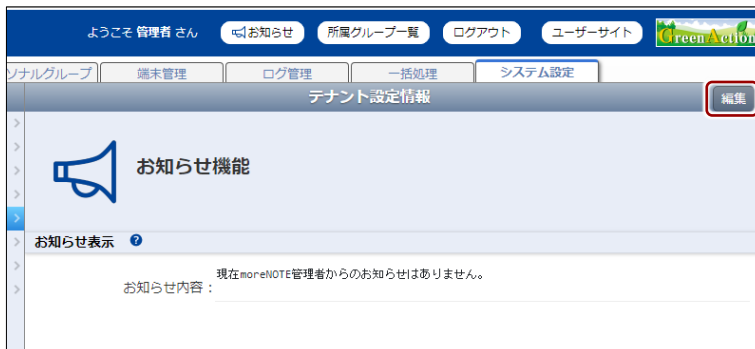 ようこそ 管理者 さん お知らせ 所属グループ一覧 ログアウト ユーザーサイト GreenAction
ソナルグループ 端末管理 ログ管理 一括処理 システム設定
テナント設定情報 編集
お知らせ機能
お知らせ表示 ?
現在moreNOTE管理者からのお知らせはありません。
お知らせ内容：